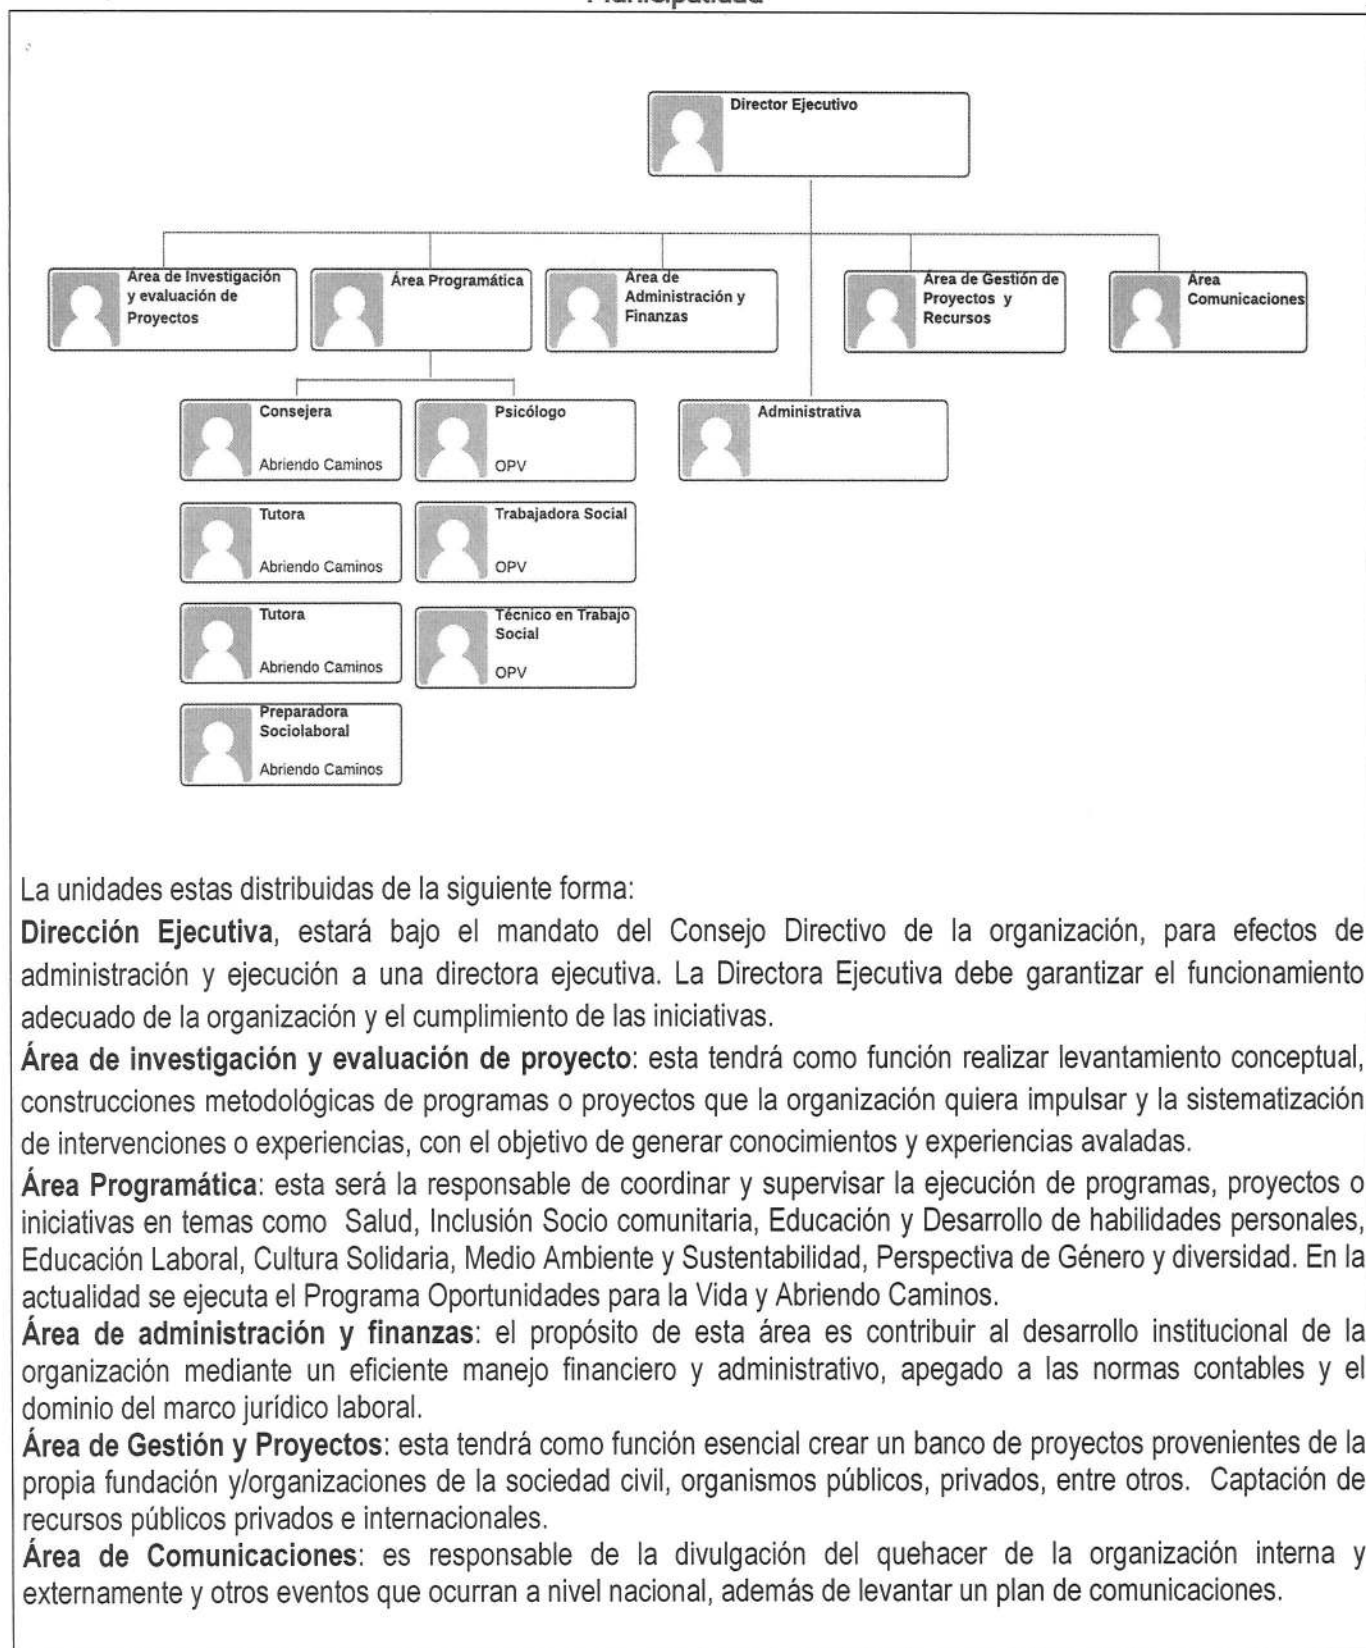 Municipalidad
Director Ejecutivo
Área de Investigación
y evaluación de
Proyectos
Área Programática
Área de
Administración y
Finanzas
Área de Gestión de
Proyectos y
Recursos
Área
Comunicaciones
Consejera
Abriendo Caminos
Psicólogo
OPV
Administrativa
Tutora
Abriendo Caminos
Trabajadora Social
OPV
Tutora
Abriendo Caminos
Técnico en Trabajo
Social
OPV
Preparadora
Sociolaboral
Abriendo Caminos
La unidades estas distribuidas de la siguiente forma:
Dirección Ejecutiva, estará bajo el mandato del Consejo Directivo de la organización, para efectos de
administración y ejecución a una directora ejecutiva. La Directora Ejecutiva debe garantizar el funcionamiento
adecuado de la organización y el cumplimiento de las iniciativas.
Área de investigación y evaluación de proyecto: esta tendrá como función realizar levantamiento conceptual,
construcciones metodológicas de programas o proyectos que la organización quiera impulsar y la sistematización
de intervenciones o experiencias, con el objetivo de generar conocimientos y experiencias avaladas.
Área Programática: esta será la responsable de coordinar y supervisar la ejecución de programas, proyectos o
iniciativas en temas como Salud, Inclusión Socio comunitaria, Educación y Desarrollo de habilidades personales,
Educación Laboral, Cultura Solidaria, Medio Ambiente y Sustentabilidad, Perspectiva de Género y diversidad. En la
actualidad se ejecuta el Programa Oportunidades para la Vida y Abriendo Caminos.
Área de administración y finanzas: el propósito de esta área es contribuir al desarrollo institucional de la
organización mediante un eficiente manejo financiero y administrativo, apegado a las normas contables y el
dominio del marco jurídico laboral.
Área de Gestión y Proyectos: esta tendrá como función esencial crear un banco de proyectos provenientes de la
propia fundación y/organizaciones de la sociedad civil, organismos públicos, privados, entre otros. Captación de
recursos públicos privados e internacionales.
Área de Comunicaciones: es responsable de la divulgación del quehacer de la organización interna y
externamente y otros eventos que ocurran a nivel nacional, además de levantar un plan de comunicaciones.